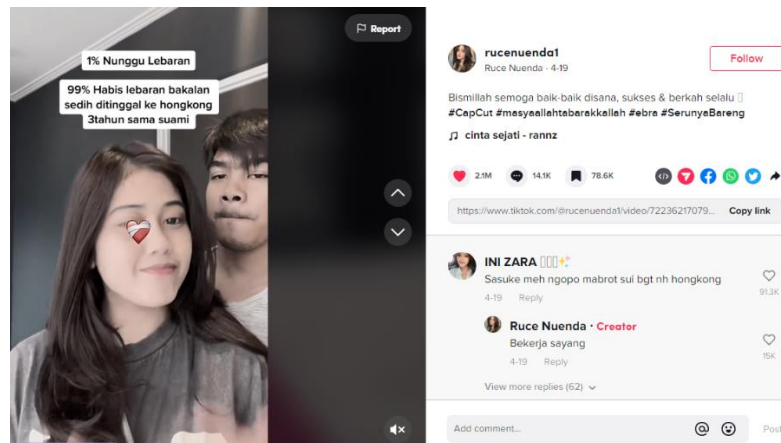 Report
1% Nunggu Lebaran
99% Habis lebaran bakalan
sedih ditinggal ke hongkong
3tahun sama suami
rucenuenda1
Ruce Nuenda · 4-19
Follow
Bismillah semoga baik-baik disana, sukses & berkah selalu
#CapCut #masyaallahtabarakkallah #ebra #SerunyaBareng
cinta sejati - rannz
2.1M
14.1K
78.6K
https://www.tiktok.com/@rucenuenda1/video/72236217079...
Copy link
INI ZARA
Sasuke meh ngopo mabrot sui bgt nh hongkong
4-19 Reply
91.3K
Ruce Nuenda · Creator
Bekerja sayang
4-19 Reply
15K
View more replies (62)
Add comment...
Post